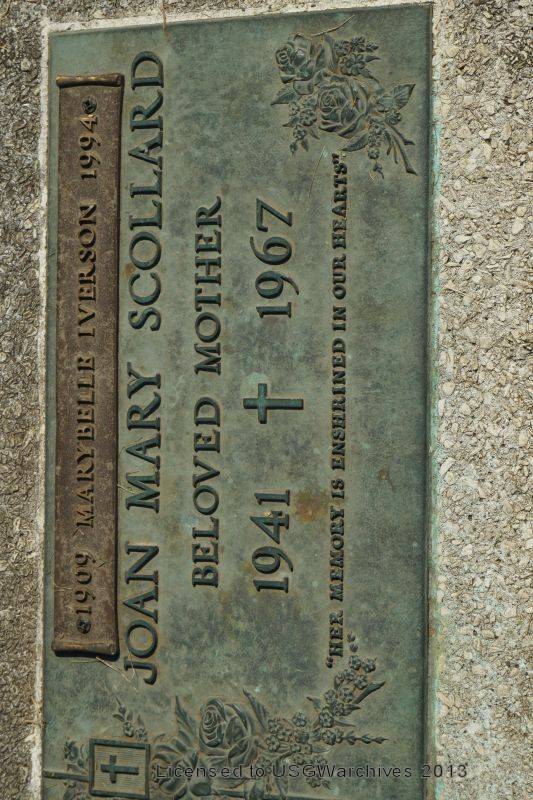 1909 MARYBELLE IVERSON 1994
JOAN MARY SCOLLARD
BELOVED MOTHER
1941 ✝ 1967
"HER MEMORY IS ENSHRINED IN OUR HEARTS"
Licensed to USGWarchives 2013